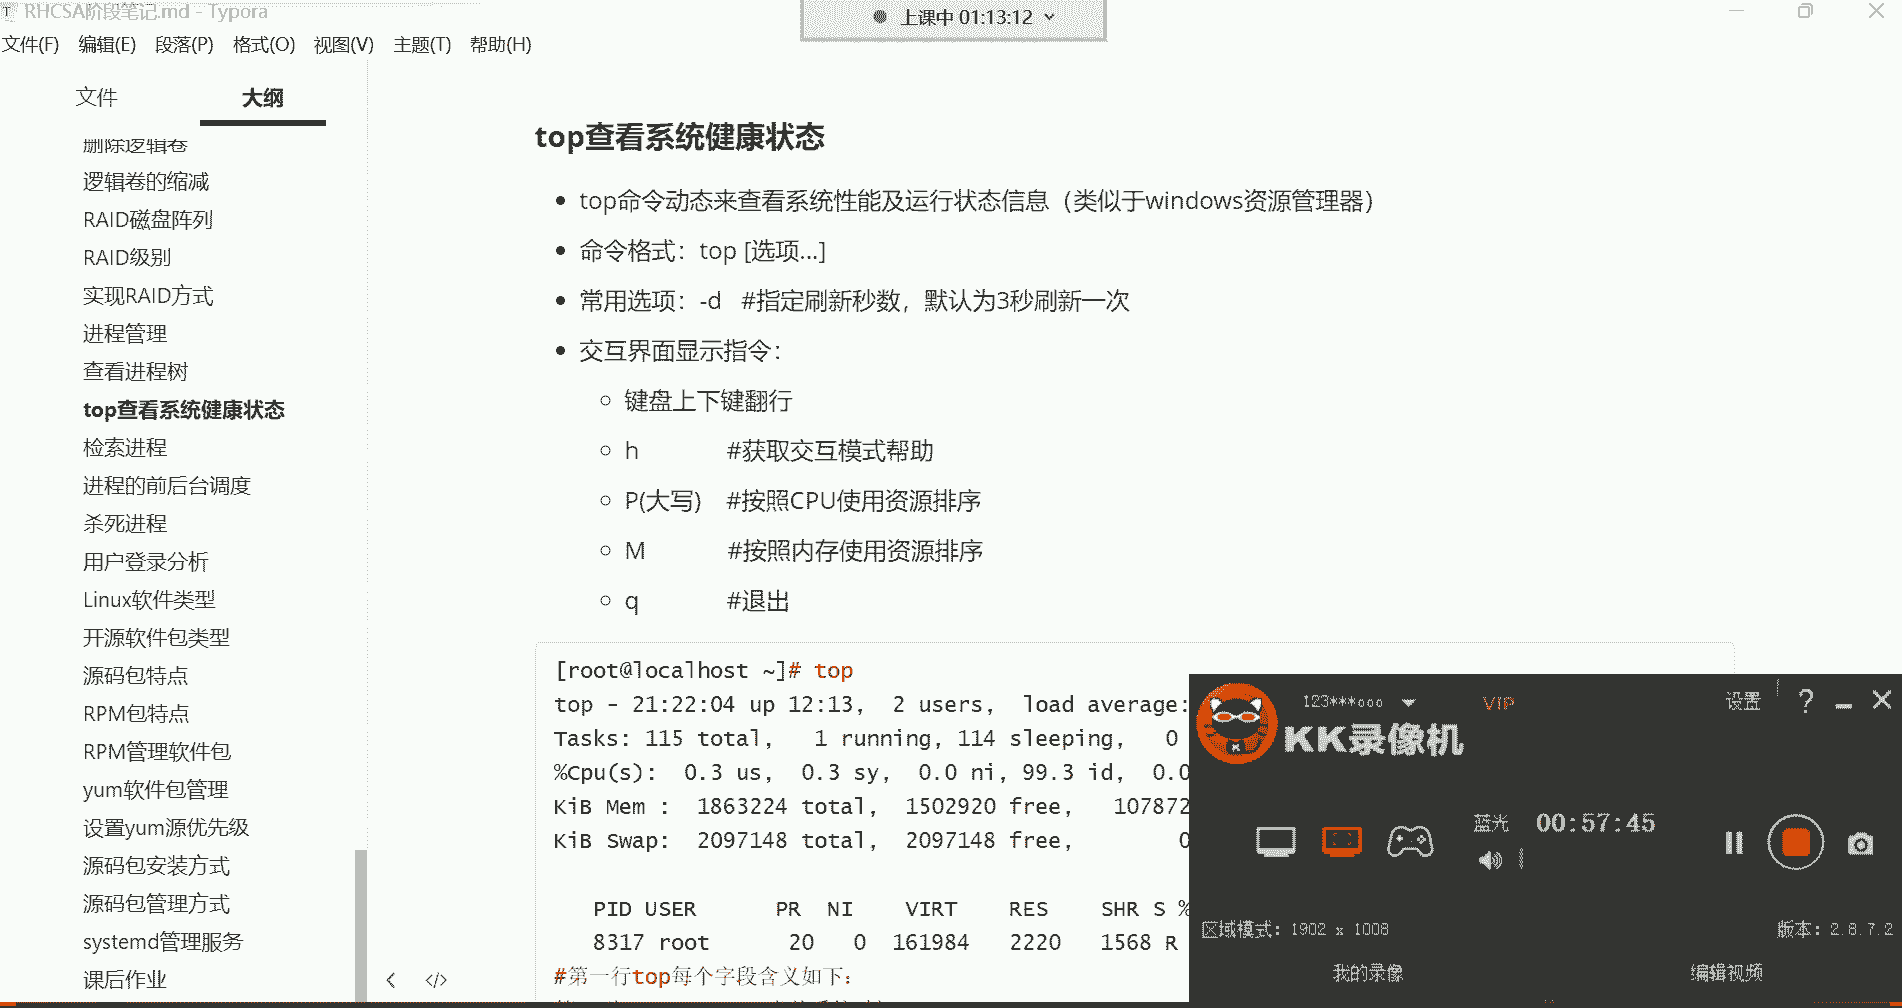 RHCSA阶段笔记.md - Typora
上课中 01:13:12
文件(F) 编辑(E) 段落(P) 格式(O) 视图(V) 主题(T) 帮助(H)
文件 大纲
删除逻辑卷
逻辑卷的缩减
RAID磁盘阵列
RAID级别
实现RAID方式
进程管理
查看进程树
top查看系统健康状态
检索进程
进程的前后台调度
杀死进程
用户登录分析
Linux软件类型
开源软件包类型
源码包特点
RPM包特点
RPM管理软件包
yum软件包管理
设置yum源优先级
源码包安装方式
源码包管理方式
systemd管理服务
课后作业
top查看系统健康状态
top命令动态来查看系统性能及运行状态信息（类似于windows资源管理器）
命令格式：top [选项...]
常用选项：-d #指定刷新秒数，默认为3秒刷新一次
交互界面显示指令：
键盘上下键翻行
h #获取交互模式帮助
P(大写) #按照CPU使用资源排序
M #按照内存使用资源排序
q #退出
[root@localhost ~]# top
top - 21:22:04 up 12:13, 2 users, load average:
Tasks: 115 total, 1 running, 114 sleeping, 0
%Cpu(s): 0.3 us, 0.3 sy, 0.0 ni, 99.3 id, 0.0
KiB Mem : 1863224 total, 1502920 free, 107872
KiB Swap: 2097148 total, 2097148 free, 0
PID USER PR NI VIRT RES SHR S %
8317 root 20 0 161984 2220 1568 R
#第一行top每个字段含义如下：
123***ooo VIP 设置 ?
KK录像机
蓝光 00:57:45
区域模式：1902 x 1008 版本：2.8.7.2
我的录像 编辑视频